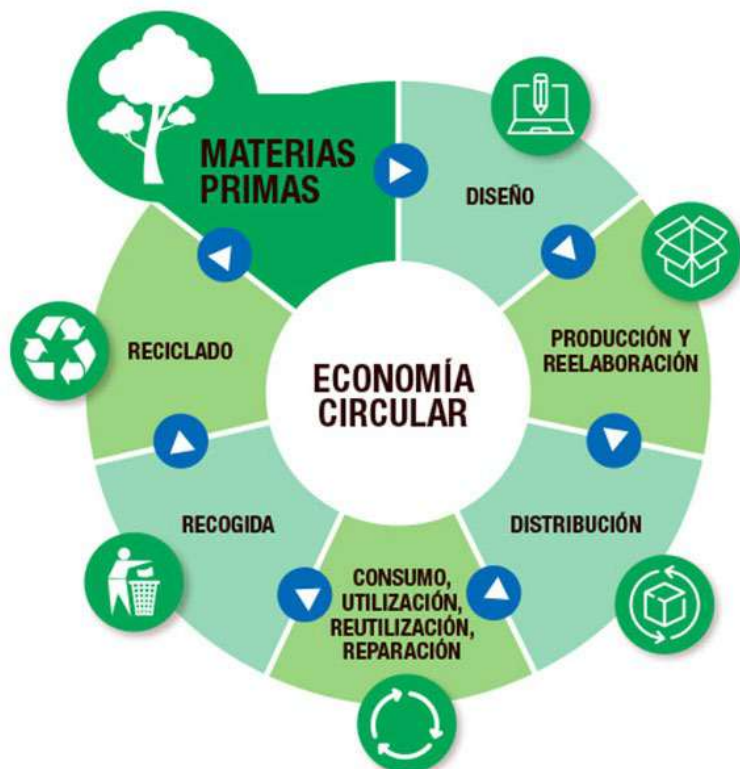 MATERIAS
PRIMAS
DISEÑO
PRODUCCIÓN Y
REELABORACIÓN
DISTRIBUCIÓN
CONSUMO,
UTILIZACIÓN,
REUTILIZACIÓN,
REPARACIÓN
RECOGIDA
RECICLADO
ECONOMÍA
CIRCULAR